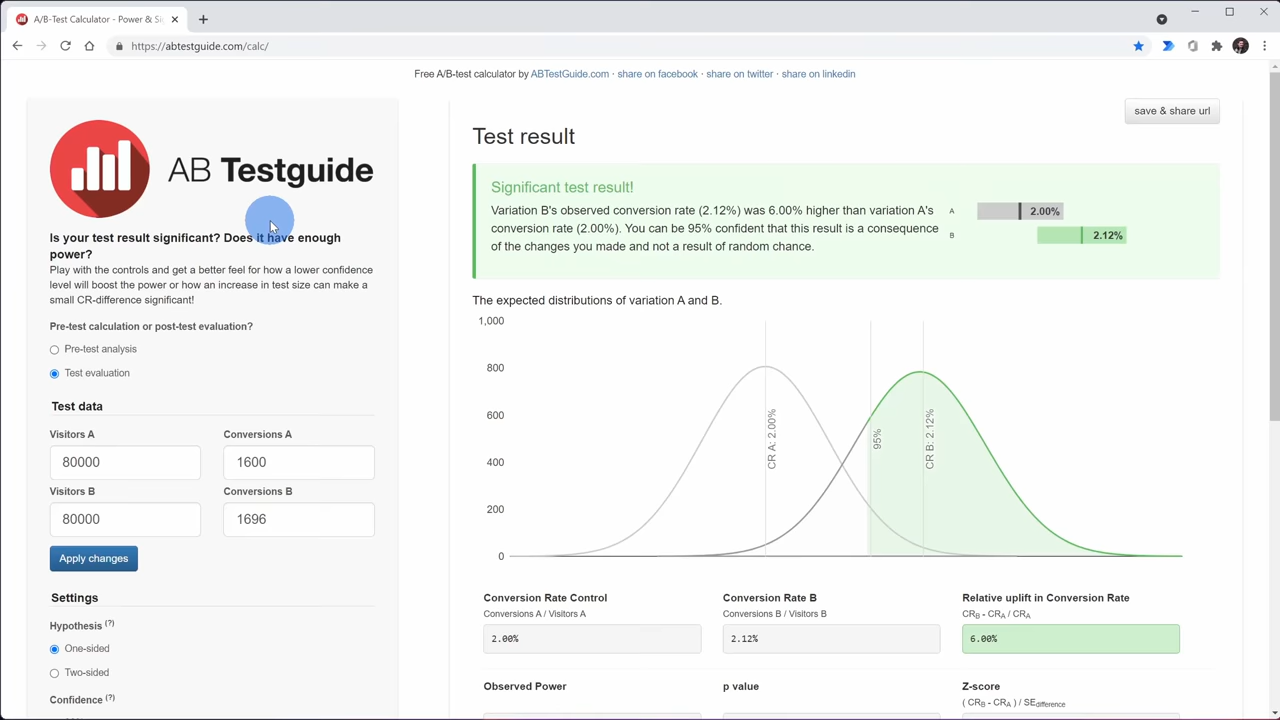 A/B-Test Calculator - Power & Si
https://abtestguide.com/calc/
Free A/B-test calculator by ABTestGuide.com · share on facebook · share on twitter · share on linkedin
save & share url
AB Testguide
Is your test result significant? Does it have enough
power?
Play with the controls and get a better feel for how a lower confidence
level will boost the power or how an increase in test size can make a
small CR-difference significant!
Pre-test calculation or post-test evaluation?
Pre-test analysis
Test evaluation
Test data
Visitors A
Conversions A
80000
1600
Visitors B
Conversions B
80000
1696
Apply changes
Settings
Hypothesis (?)
One-sided
Two-sided
Confidence (?)
Test result
Significant test result!
Variation B's observed conversion rate (2.12%) was 6.00% higher than variation A's
conversion rate (2.00%). You can be 95% confident that this result is a consequence
of the changes you made and not a result of random chance.
A
2.00%
B
2.12%
The expected distributions of variation A and B.
1,000
800
600
400
200
0
CR A: 2.00%
95%
CR B: 2.12%
Conversion Rate Control
Conversions A / Visitors A
2.00%
Conversion Rate B
Conversions B / Visitors B
2.12%
Relative uplift in Conversion Rate
CRB - CRA / CRA
6.00%
Observed Power
p value
Z-score
( CRB - CRA ) / SEdifference